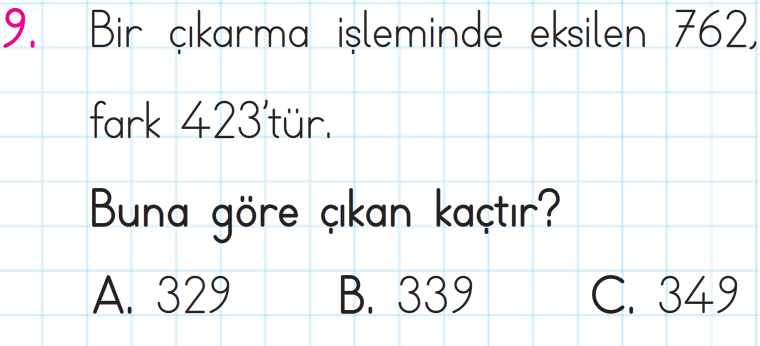 9. Bir çıkarma işleminde eksilen 762,
fark 423'tür.
Buna göre çıkan kaçtır?
A. 329 B. 339 C. 349